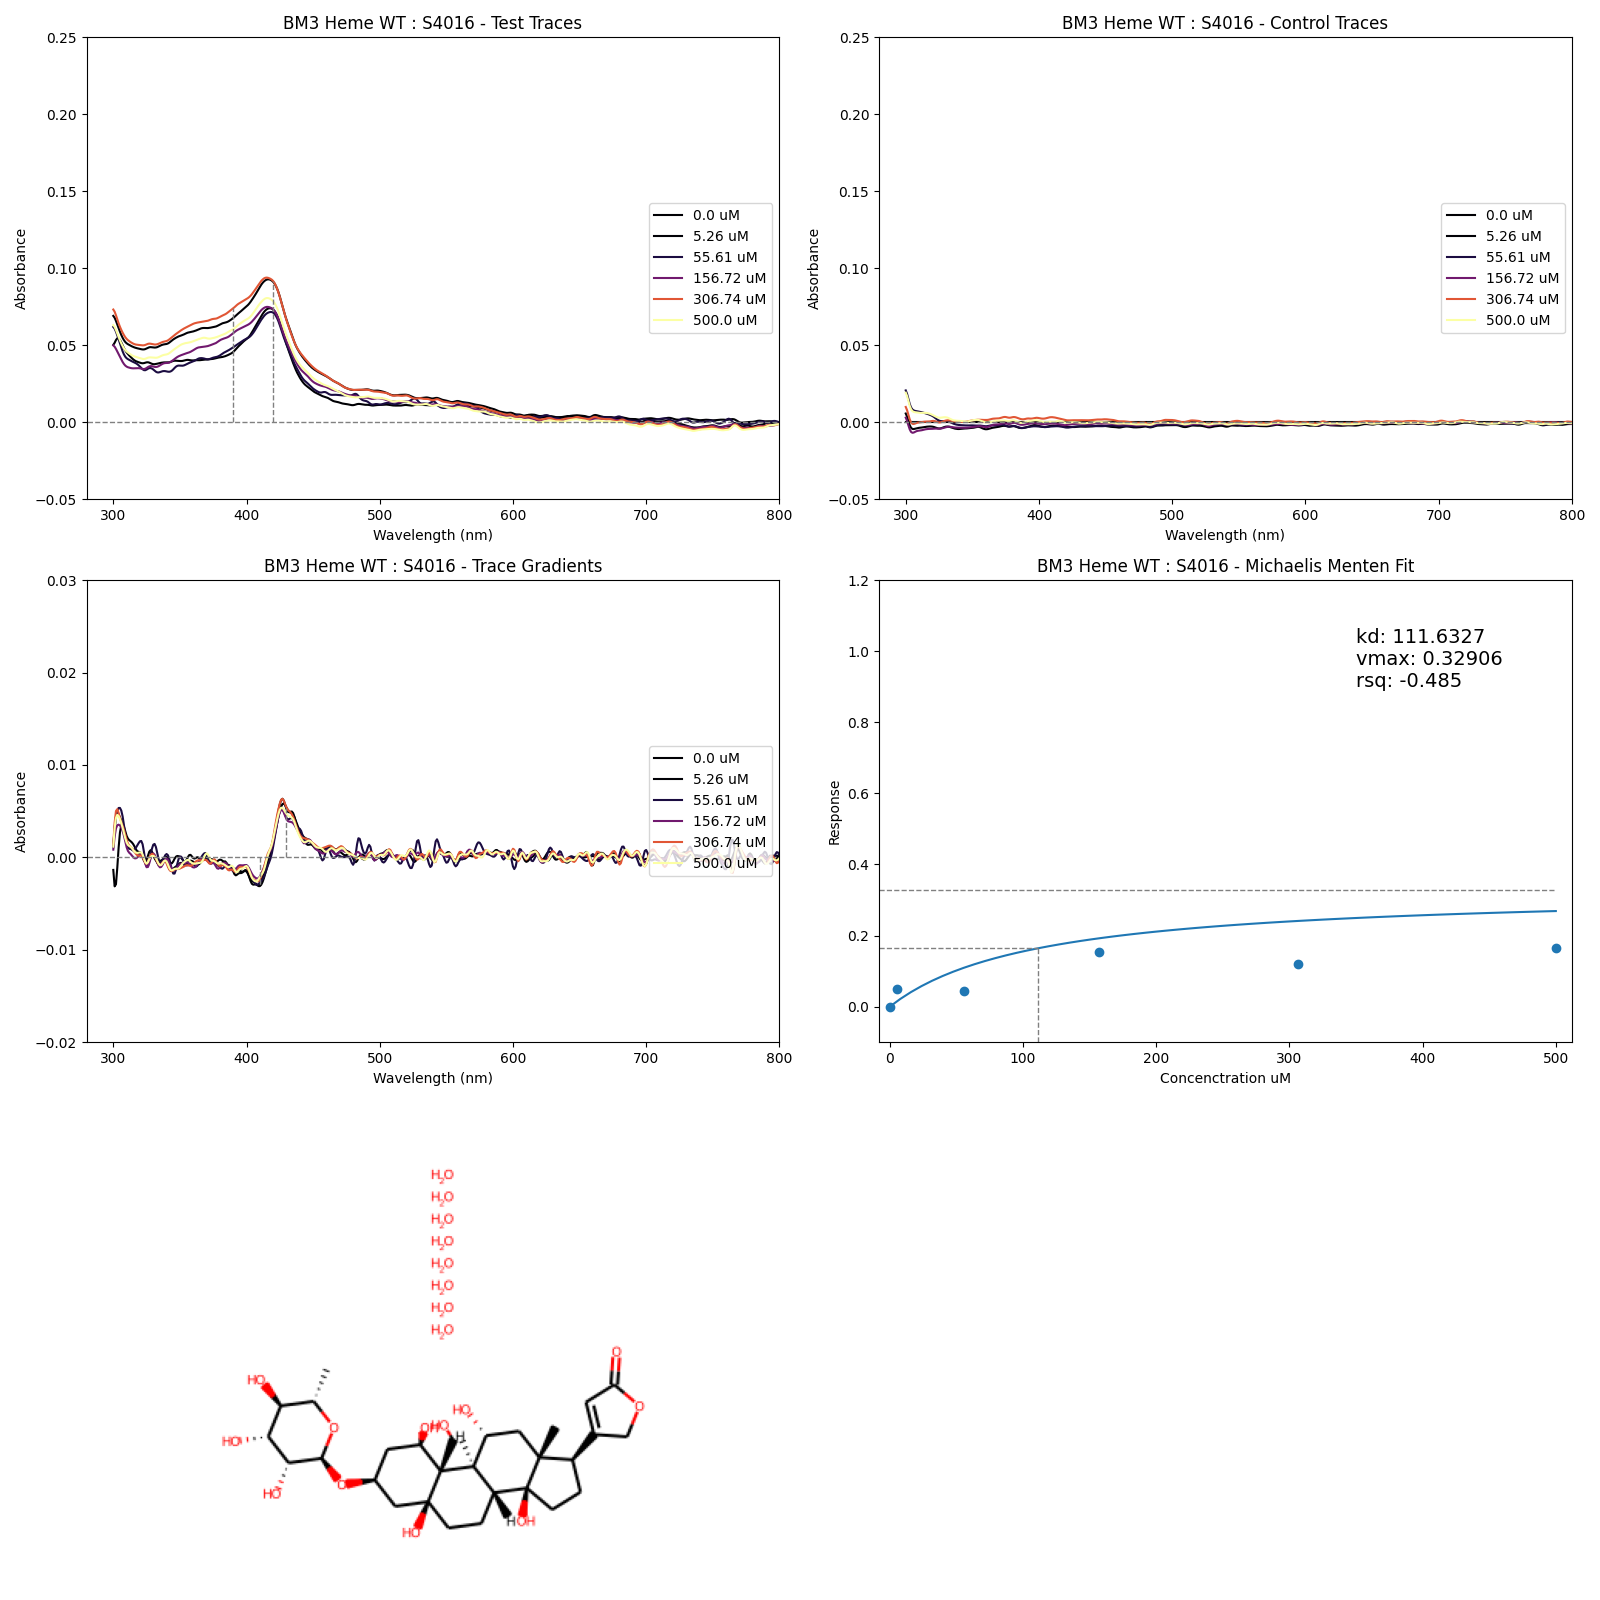 BM3 Heme WT : S4016 - Test Traces
0.25
0.20
0.15
0.10
0.05
0.00
−0.05
Absorbance
300 400 500 600 700 800
Wavelength (nm)
0.0 uM
5.26 uM
55.61 uM
156.72 uM
306.74 uM
500.0 uM
BM3 Heme WT : S4016 - Control Traces
0.25
0.20
0.15
0.10
0.05
0.00
−0.05
Absorbance
300 400 500 600 700 800
Wavelength (nm)
0.0 uM
5.26 uM
55.61 uM
156.72 uM
306.74 uM
500.0 uM
BM3 Heme WT : S4016 - Trace Gradients
0.03
0.02
0.01
0.00
−0.01
−0.02
Absorbance
300 400 500 600 700 800
Wavelength (nm)
0.0 uM
5.26 uM
55.61 uM
156.72 uM
306.74 uM
500.0 uM
BM3 Heme WT : S4016 - Michaelis Menten Fit
1.2
1.0
0.8
0.6
0.4
0.2
0.0
Response
kd: 111.6327
vmax: 0.32906
rsq: -0.485
0 100 200 300 400 500
Concenctration uM
H2O
H2O
H2O
H2O
H2O
H2O
H2O
H2O
O
HO
O
HO
O
OH
HO
H
HO
HO
O
HO
H
OH